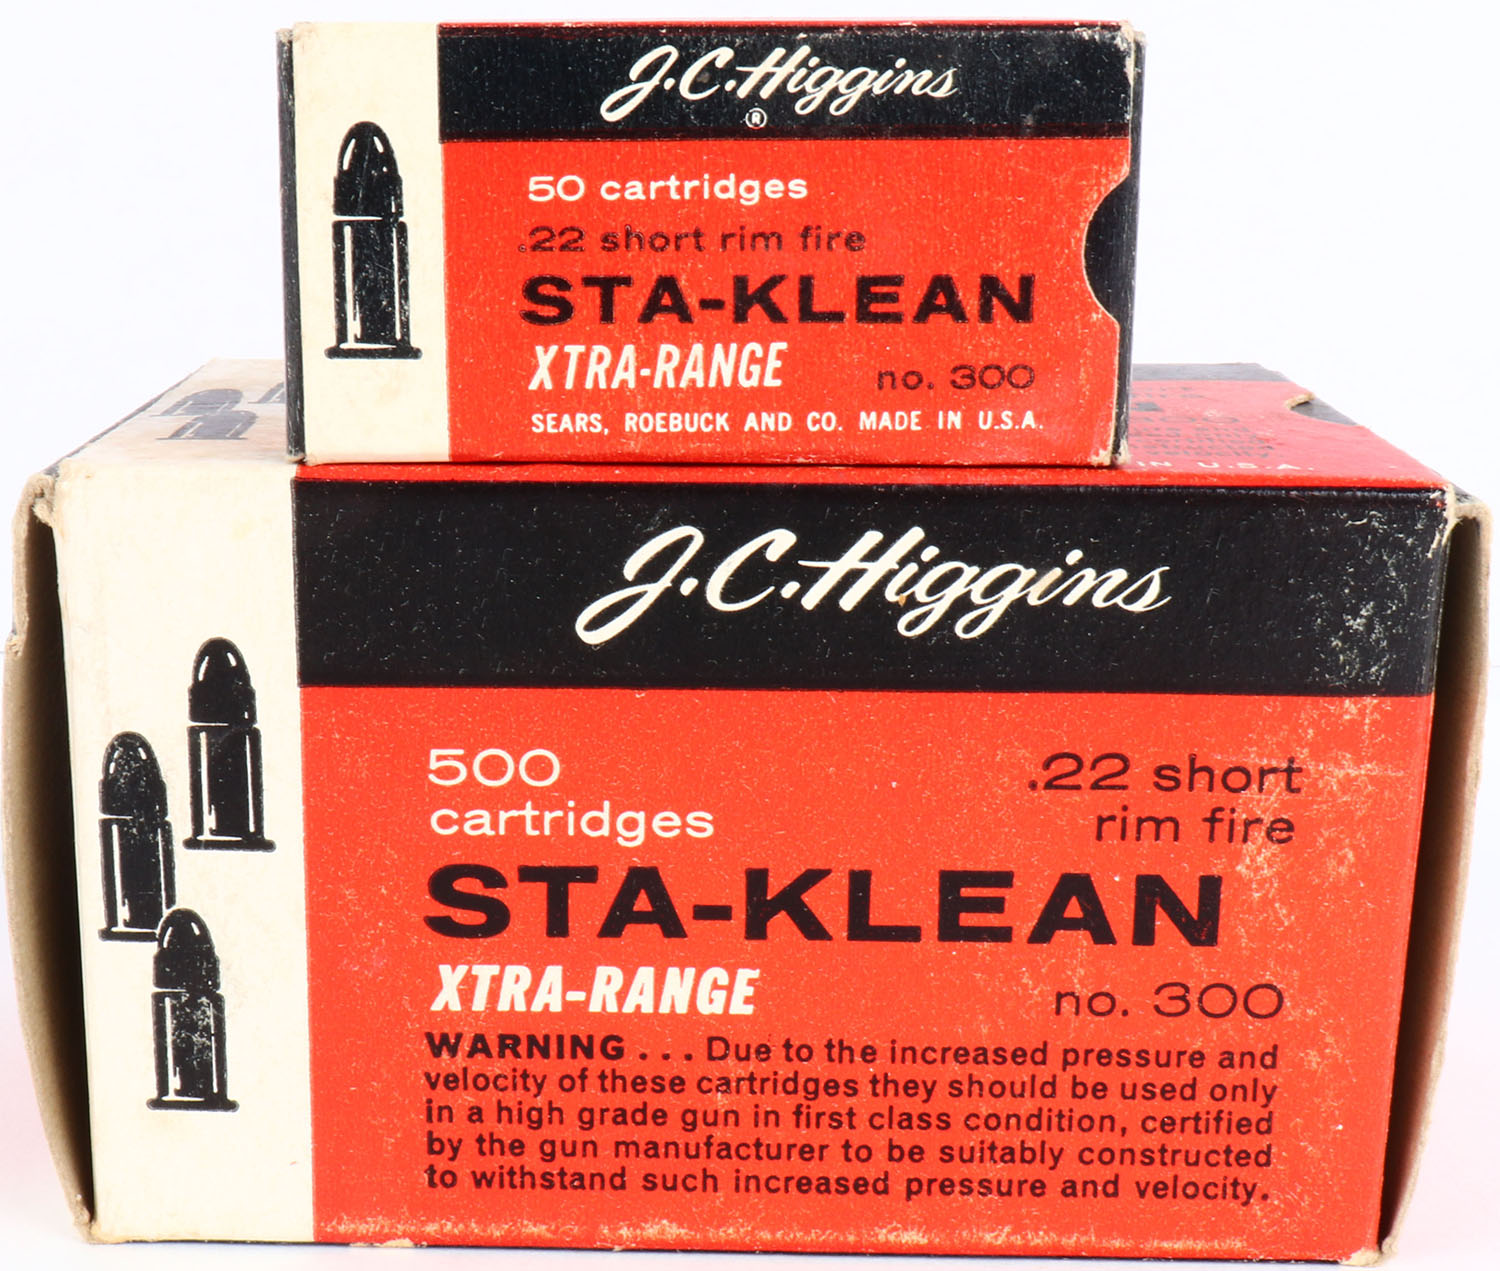 J.C. Higgins
®
50 cartridges
.22 short rim fire
STA-KLEAN
XTRA-RANGE no. 300
SEARS, ROEBUCK AND CO. MADE IN U.S.A.
IN U.S.A.
J.C. Higgins
500 .22 short
cartridges rim fire
STA-KLEAN
XTRA-RANGE no. 300
WARNING . . . Due to the increased pressure and
velocity of these cartridges they should be used only
in a high grade gun in first class condition, certified
by the gun manufacturer to be suitably constructed
to withstand such increased pressure and velocity.